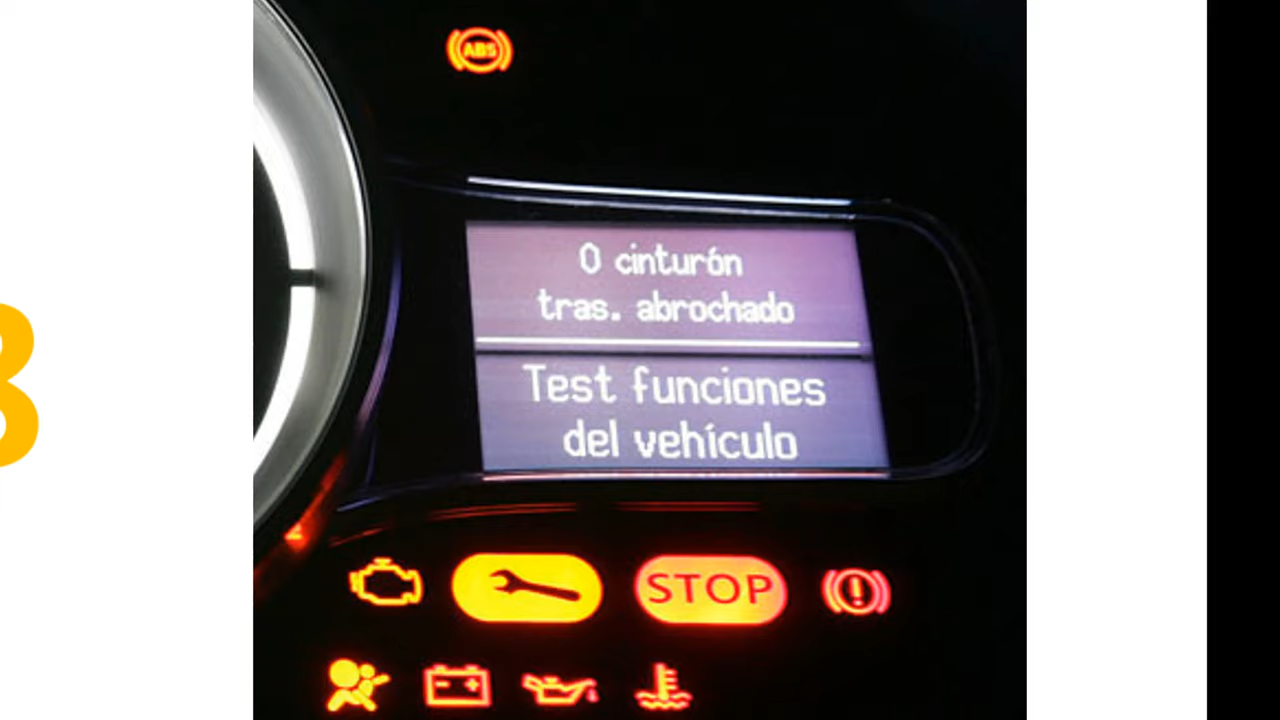 ABS
0 cinturón
tras. abrochado
Test funciones
del vehículo
STOP